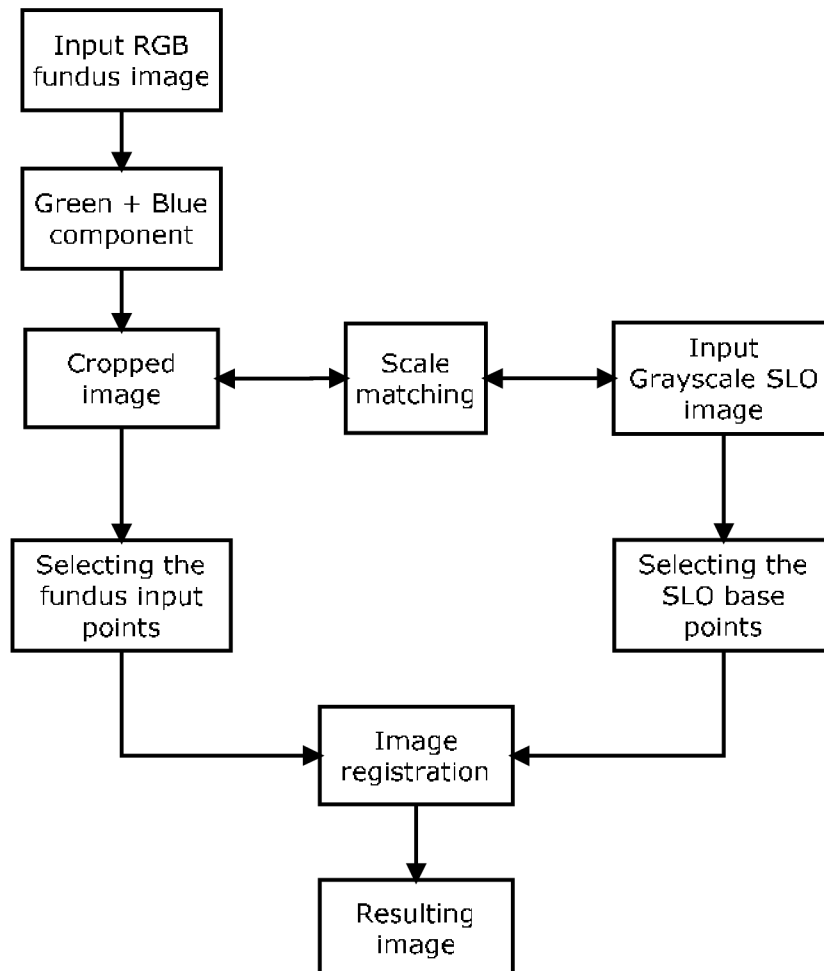 Input RGB
fundus image
Green + Blue
component
Cropped
image
Scale
matching
Input
Grayscale SLO
image
Selecting the
fundus input
points
Selecting the
SLO base
points
Image
registration
Resulting
image